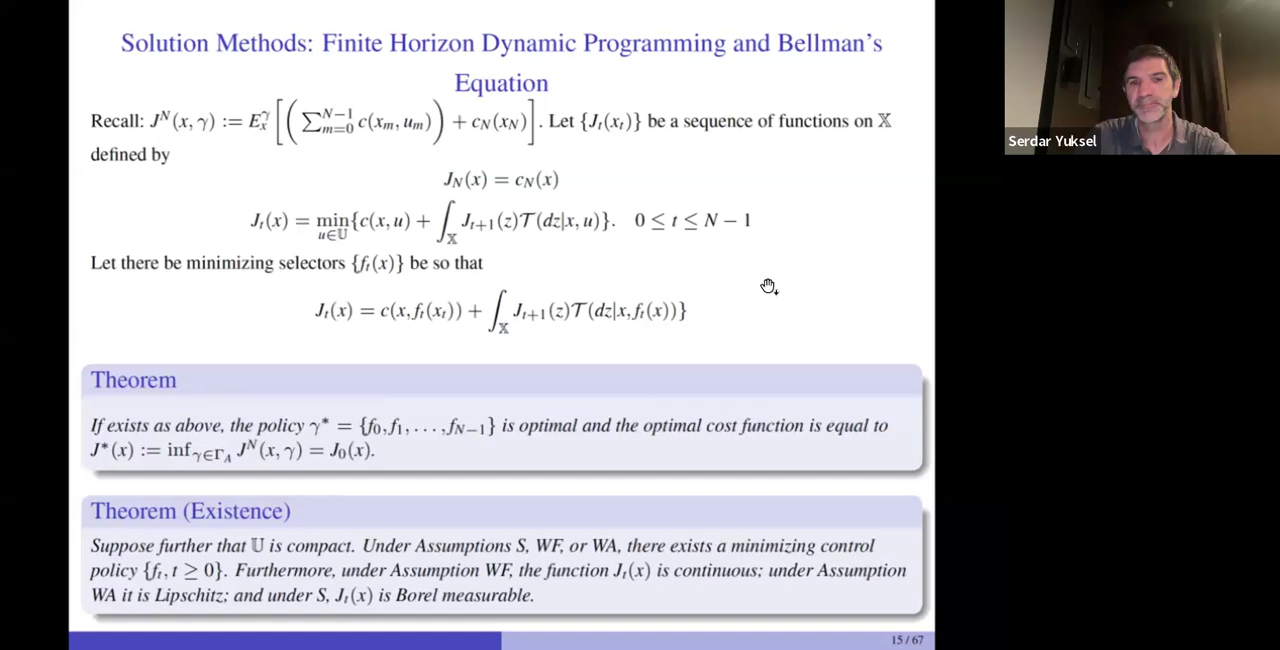 Solution Methods: Finite Horizon Dynamic Programming and Bellman's
Equation
Recall: J^N(x, γ) := E_x^γ [ ( ∑_{m=0}^{N−1} c(x_m, u_m) ) + c_N(x_N) ]. Let {J_t(x_t)} be a sequence of functions on 𝕏
defined by
J_N(x) = c_N(x)
J_t(x) = min_{u∈𝕌} {c(x, u) + ∫_𝕏 J_{t+1}(z)𝒯(dz|x, u)}. 0 ≤ t ≤ N − 1
Let there be minimizing selectors {f_t(x)} be so that
J_t(x) = c(x, f_t(x_t)) + ∫_𝕏 J_{t+1}(z)𝒯(dz|x, f_t(x))}
Theorem
If exists as above, the policy γ* = {f_0, f_1, . . . , f_{N−1}} is optimal and the optimal cost function is equal to
J*(x) := inf_{γ∈Γ_A} J^N(x, γ) = J_0(x).
Theorem (Existence)
Suppose further that 𝕌 is compact. Under Assumptions S, WF, or WA, there exists a minimizing control
policy {f_t, t ≥ 0}. Furthermore, under Assumption WF, the function J_t(x) is continuous; under Assumption
WA it is Lipschitz; and under S, J_t(x) is Borel measurable.
15 / 67
Serdar Yuksel